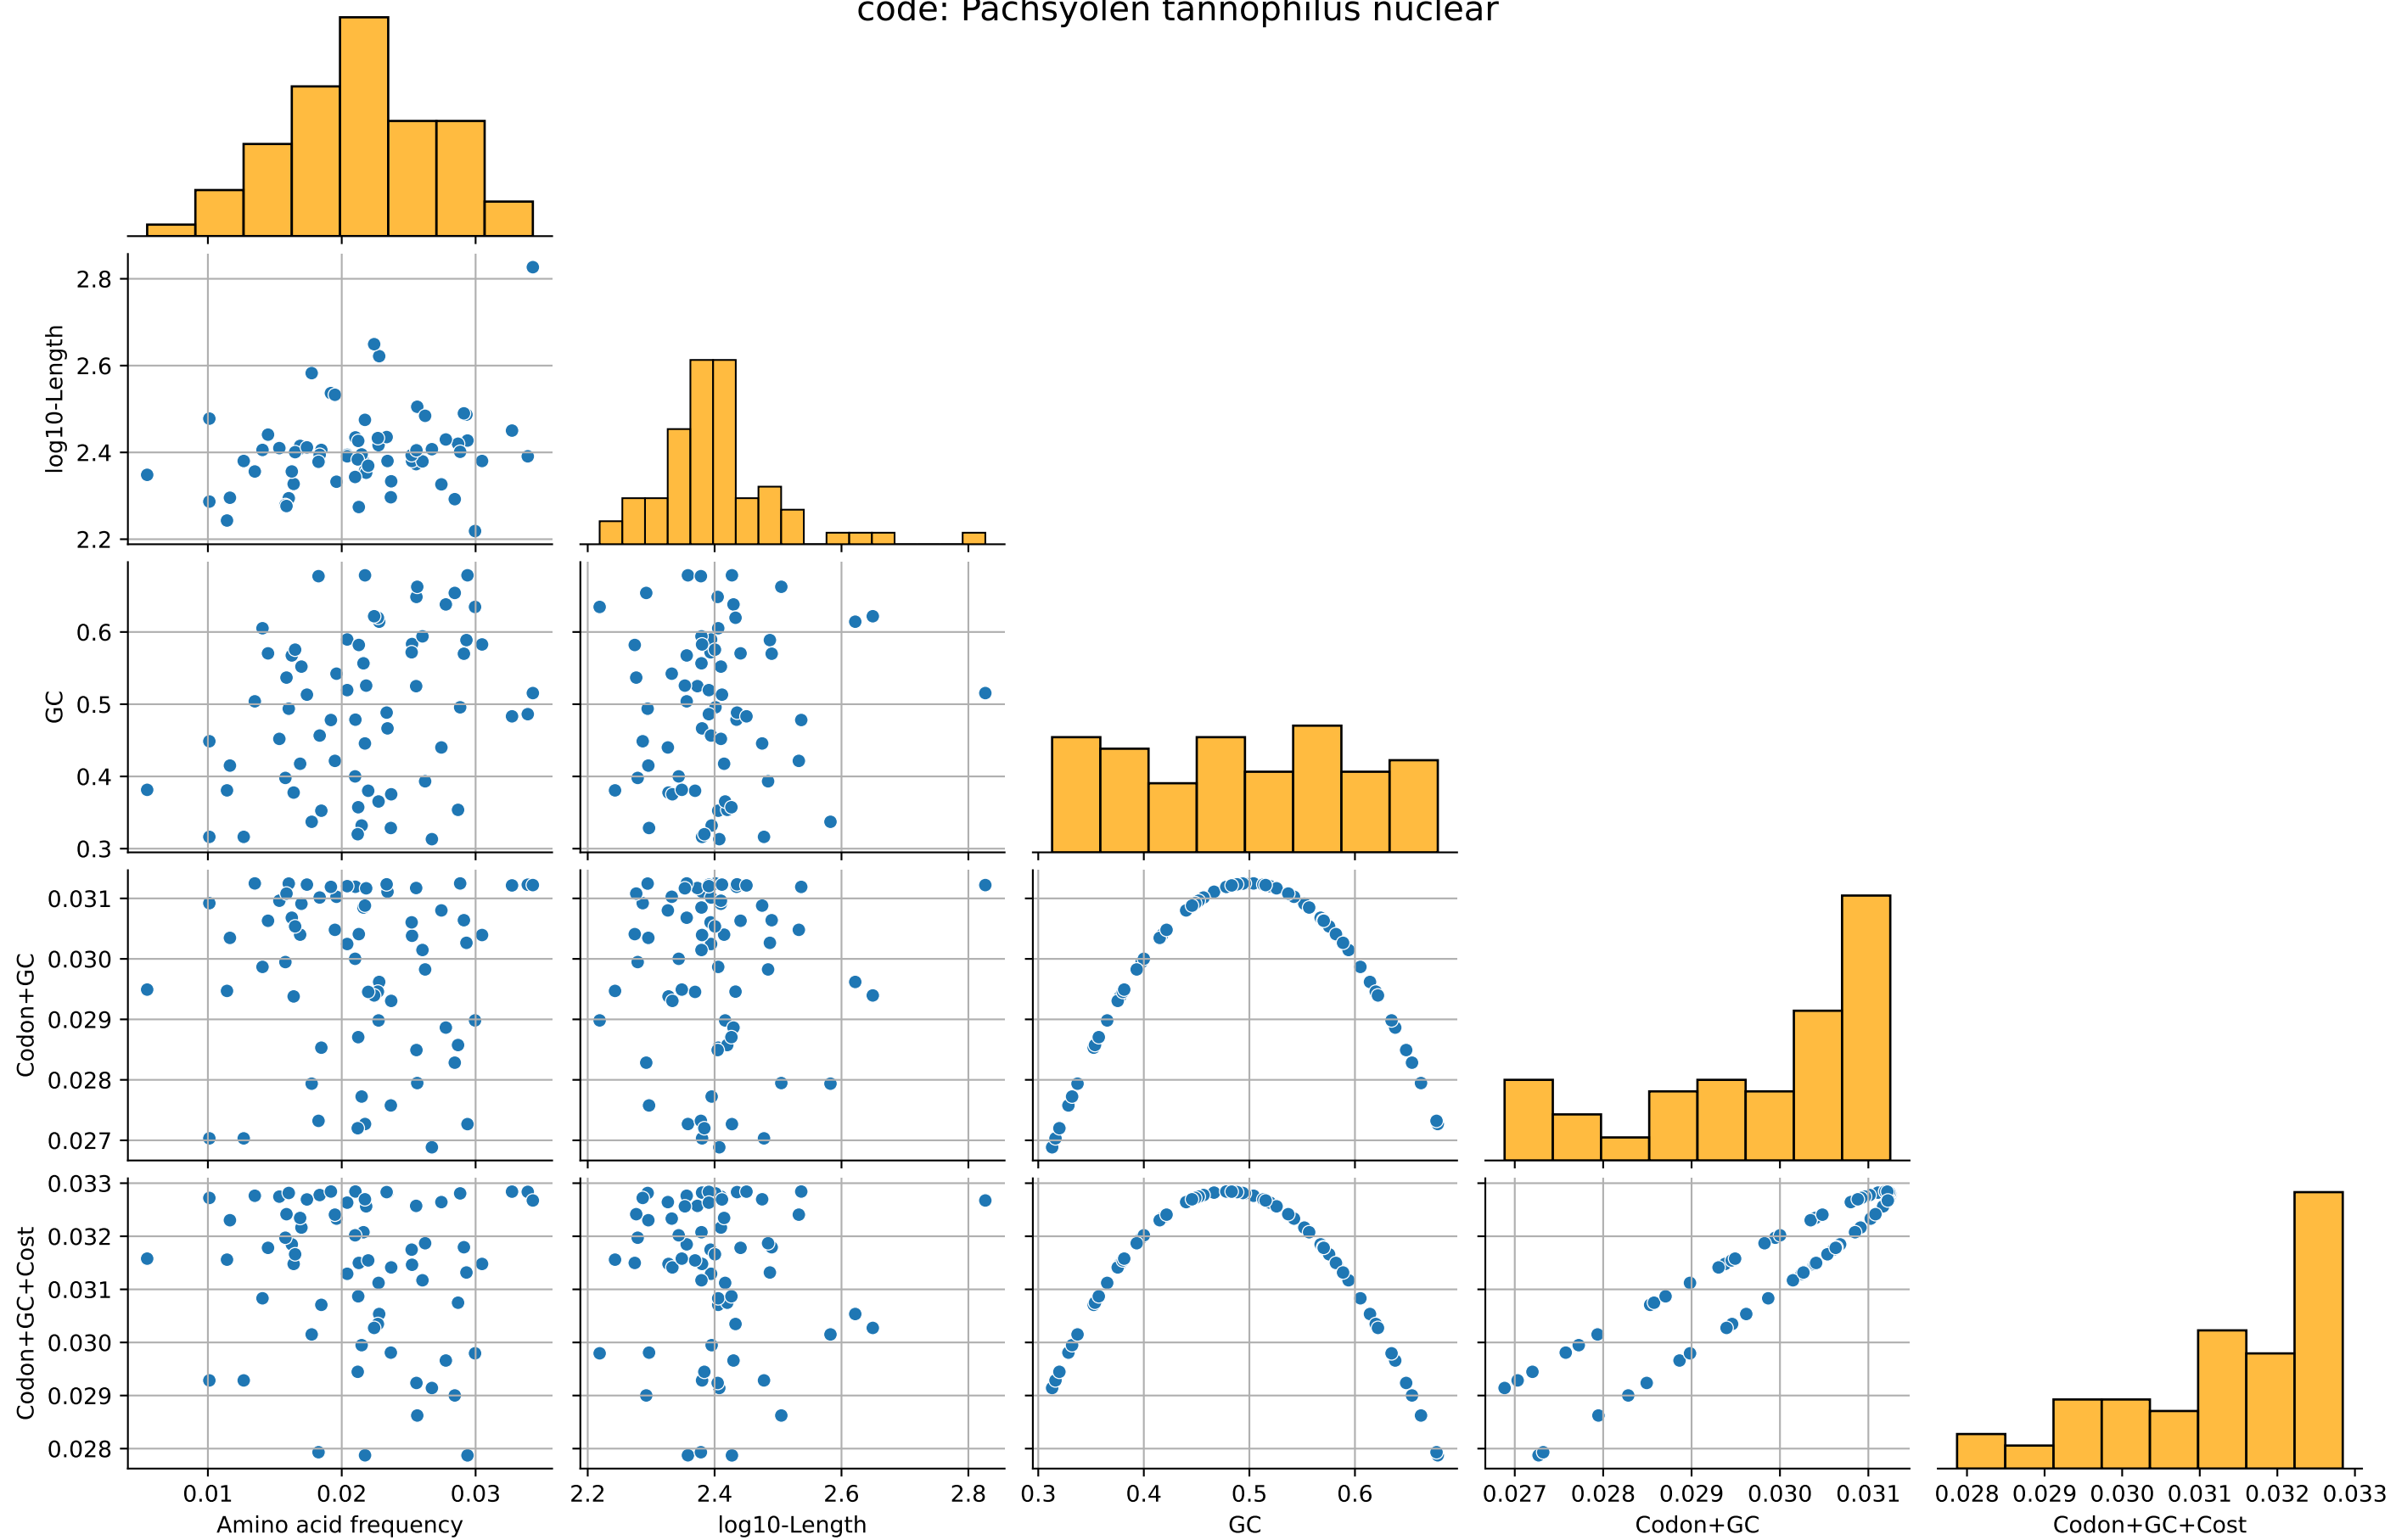 code: Pachsyolen tannophilus nuclear
2.8
2.6
2.4
2.2
log10-Length
0.6
0.5
0.4
0.3
GC
0.031
0.030
0.029
0.028
0.027
Codon+GC
0.033
0.032
0.031
0.030
0.029
0.028
Codon+GC+Cost
0.01 0.02 0.03 2.2 2.4 2.6 2.8 0.3 0.4 0.5 0.6 0.027 0.028 0.029 0.030 0.031 0.028 0.029 0.030 0.031 0.032 0.033
Amino acid frequency log10-Length GC Codon+GC Codon+GC+Cost